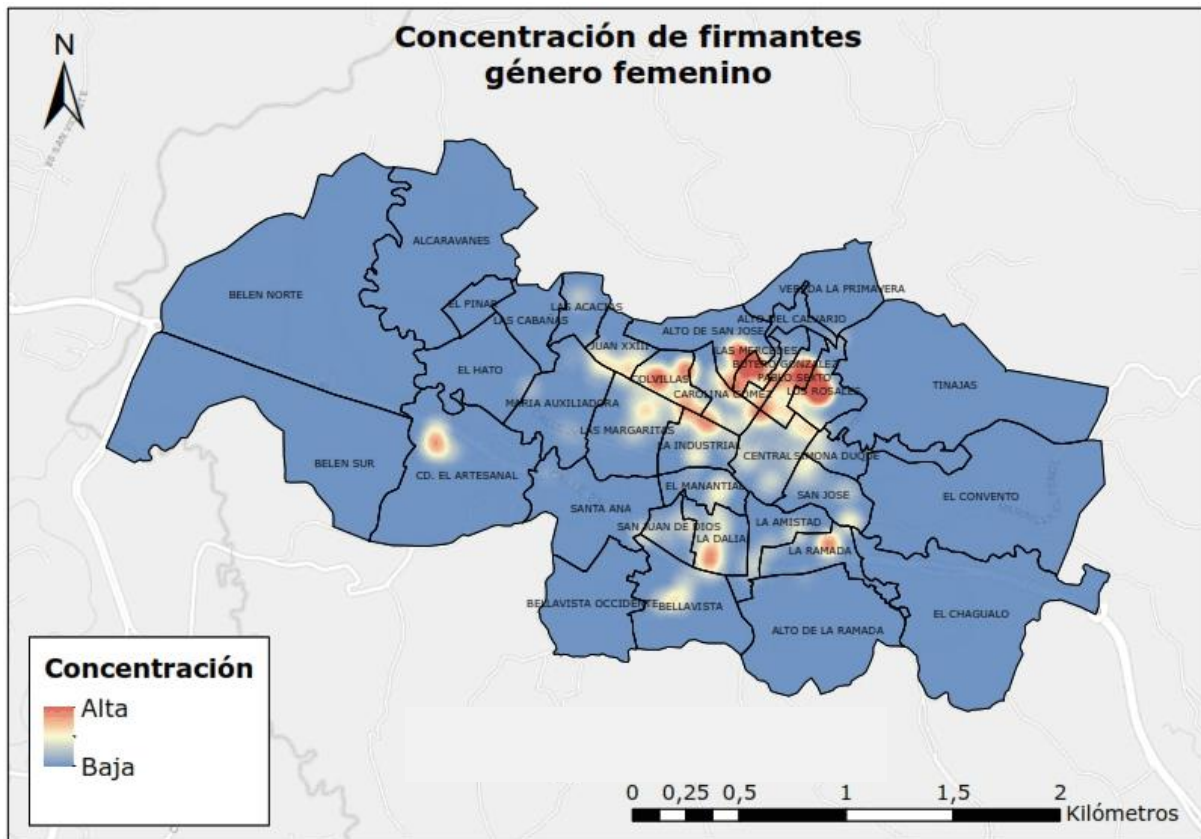 Concentración de firmantes
género femenino
N
ALCARAVANES
BELEN NORTE
EL PINAR
LAS ACACIAS
LAS CABAÑAS
VEREDA LA PRIMAVERA
ALTO DEL CALVARIO
ALTO DE SAN JOSE
JUAN XXIII
LAS MERCEDES
BOTERO GONZALEZ
EL HATO
COLVILLAS
PABLO SEXTO
TINAJAS
CAROLINA GOMEZ
LOS ROSALES
MARIA AUXILIADORA
LAS MARGARITAS
LA INDUSTRIAL
CENTRAL
SIMONA DUQUE
BELEN SUR
CD. EL ARTESANAL
EL MANANTIAL
SAN JOSE
EL CONVENTO
SANTA ANA
SAN JUAN DE DIOS
LA AMISTAD
LA DALIA
LA RAMADA
BELLAVISTA OCCIDENTE
BELLAVISTA
EL CHAGUALO
ALTO DE LA RAMADA
Concentración
Alta
Baja
0 0,25 0,5 1 1,5 2
Kilómetros